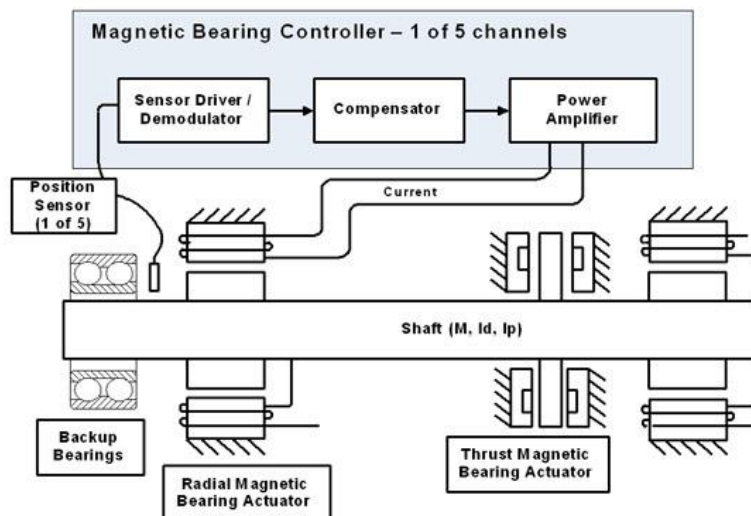 Magnetic Bearing Controller – 1 of 5 channels
Sensor Driver /
Demodulator
Compensator
Power
Amplifier
Position
Sensor
(1 of 5)
Current
Shaft (M, Id, Ip)
Backup
Bearings
Radial Magnetic
Bearing Actuator
Thrust Magnetic
Bearing Actuator